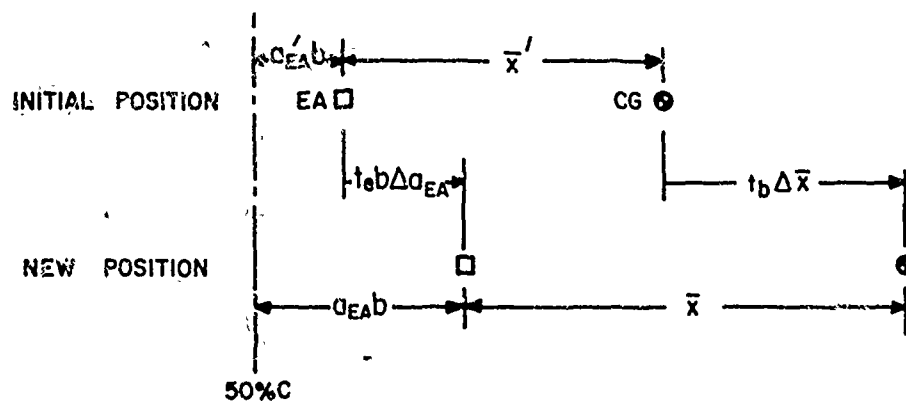 a′EAb x̄′
INITIAL POSITION EA CG
tebΔaEA tbΔx̄
NEW POSITION
aEAb x̄
50%C